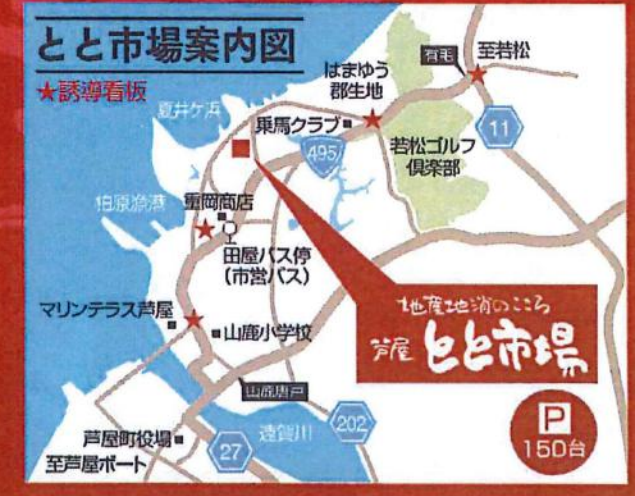 とと市場案内図
★誘導看板
有毛
至若松
はまゆう
群生地
夏井ケ浜
乗馬クラブ
11
495
若松ゴルフ
倶楽部
柏原漁港
重岡商店
田屋バス停
(市営バス)
マリンテラス芦屋
山鹿小学校
地産地消のこころ
芦屋 とと市場
山鹿唐戸
遠賀川
202
P
150台
芦屋町役場
至芦屋ボート
27